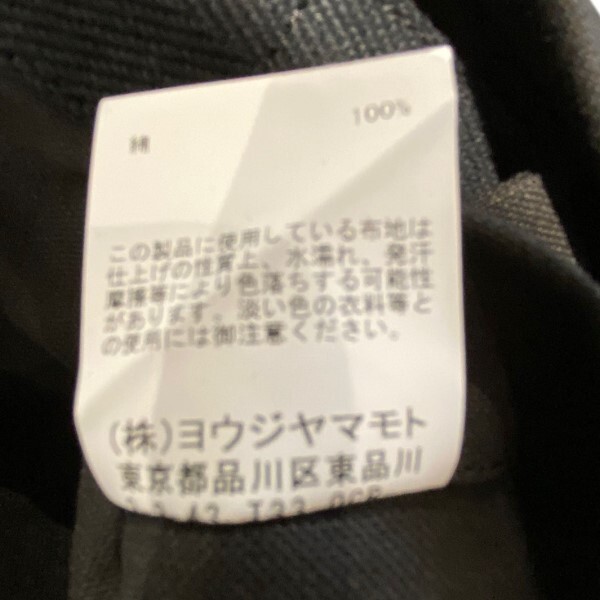 綿 100%
この製品に使用している布地は
仕上げの性質上、水濡れ、発汗
摩擦等により色落ちする可能性
があります。淡い色の衣料等と
の使用には御注意ください。
(株)ヨウジヤマモト
東京都品川区東品川